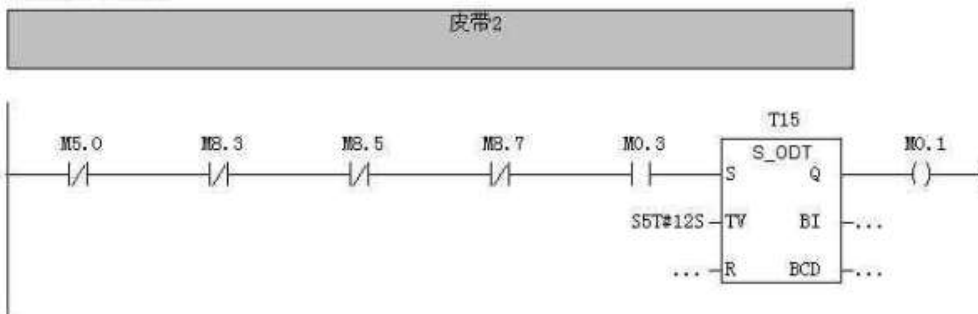 皮带2
T15
M5.0 M8.3 M8.5 M8.7 M0.3 S_ODT M0.1
S Q
S5T#12S TV BI ...
... R BCD ...